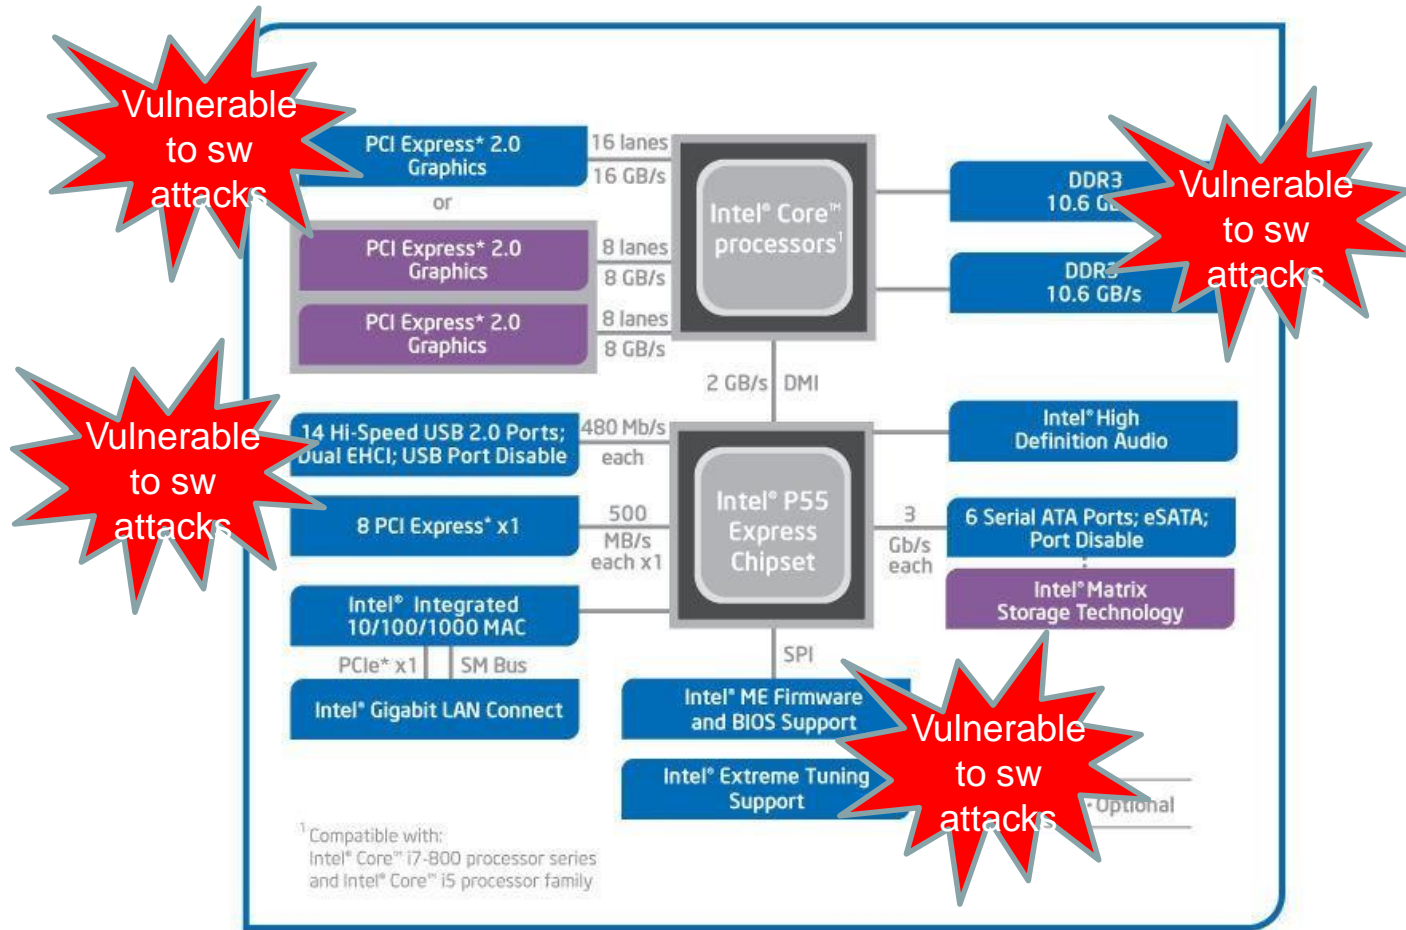 Vulnerable
to sw
attacks
PCI Express* 2.0
Graphics
16 lanes
16 GB/s
or
PCI Express* 2.0
Graphics
8 lanes
8 GB/s
PCI Express* 2.0
Graphics
8 lanes
8 GB/s
Intel® Core™
processors¹
DDR3
10.6 GB
DDR3
10.6 GB/s
Vulnerable
to sw
attacks
2 GB/s DMI
Vulnerable
to sw
attacks
14 Hi-Speed USB 2.0 Ports;
Dual EHCI; USB Port Disable
480 Mb/s
each
8 PCI Express* x1
500
MB/s
each x1
Intel® Integrated
10/100/1000 MAC
PCIe* x1
SM Bus
Intel® Gigabit LAN Connect
Intel® P55
Express
Chipset
Intel® High
Definition Audio
3
Gb/s
each
6 Serial ATA Ports; eSATA;
Port Disable
Intel® Matrix
Storage Technology
SPI
Intel® ME Firmware
and BIOS Support
Intel® Extreme Tuning
Support
Vulnerable
to sw
attacks
Optional
¹ Compatible with:
Intel® Core™ i7-800 processor series
and Intel® Core™ i5 processor family